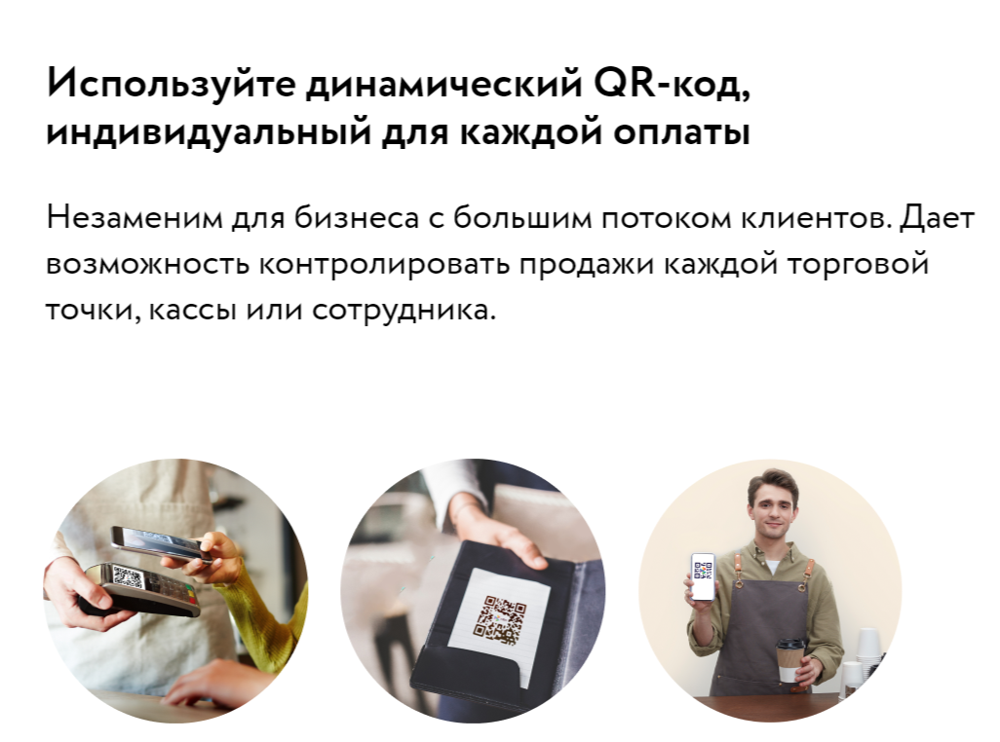 Используйте динамический QR-код,
индивидуальный для каждой оплаты
Незаменим для бизнеса с большим потоком клиентов. Дает
возможность контролировать продажи каждой торговой
точки, кассы или сотрудника.